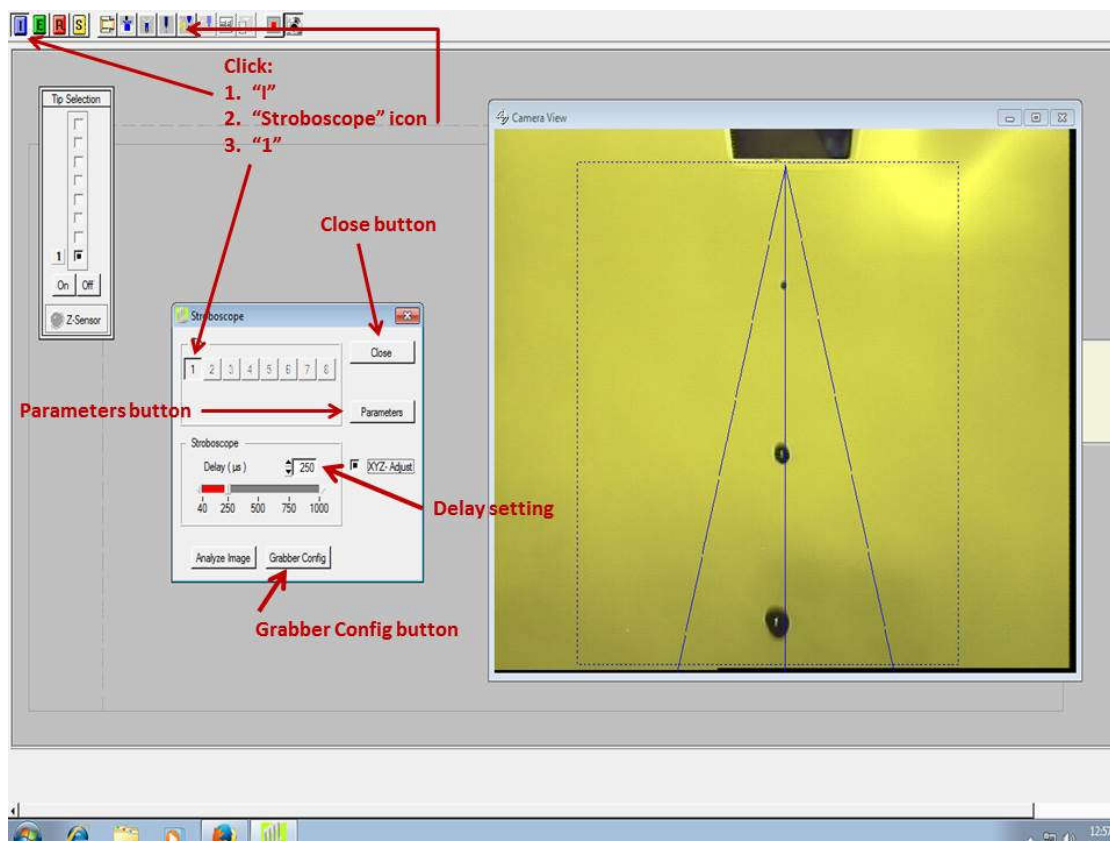 I E R S
Click:
1. "I"
2. "Stroboscope" icon
3. "1"
Tip Selection
1
On Off
Z-Sensor
Camera View
Close button
Stroboscope
1 2 3 4 5 6 7 8
Close
Parameters button
Parameters
Stroboscope
Delay ( µs ) 250
XYZ- Adjust
40 250 500 750 1000
Delay setting
Analyze Image Grabber Config
Grabber Config button
12:57